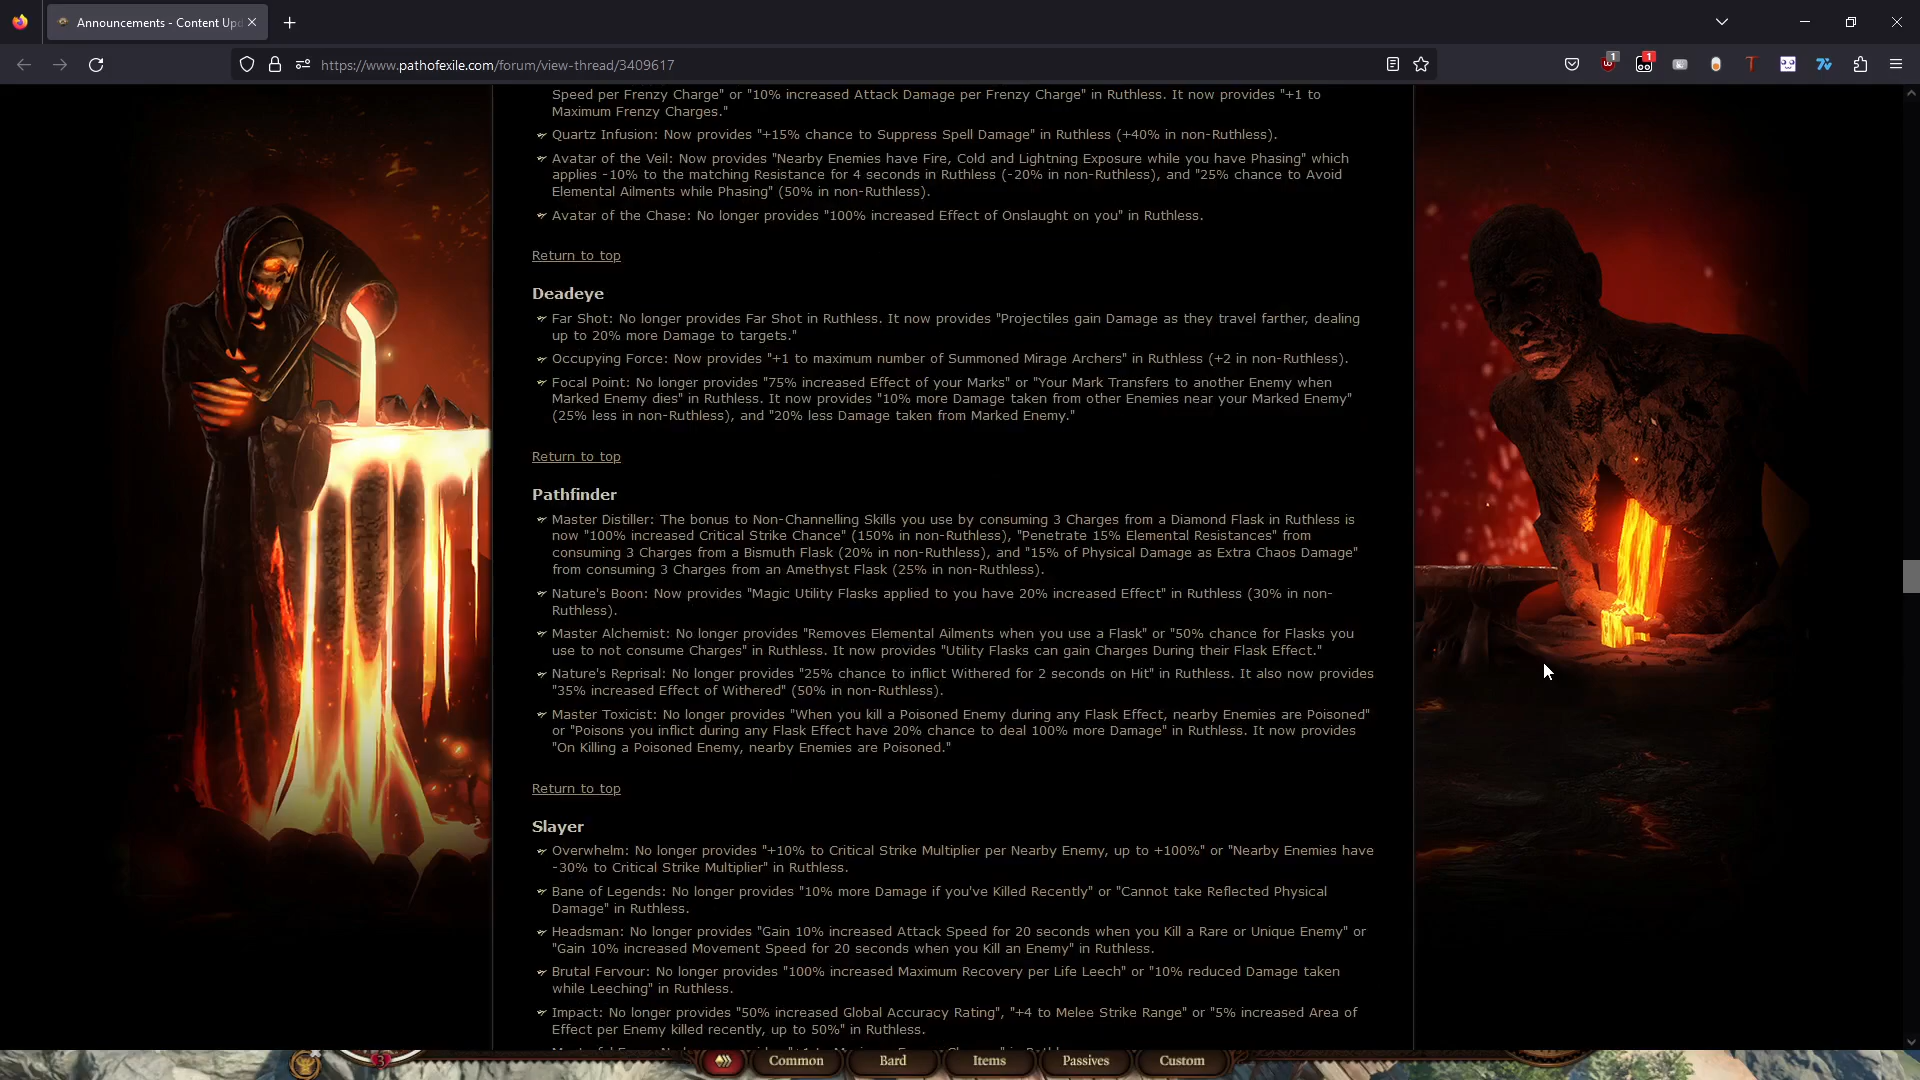 Announcements - Content Upd
https://www.pathofexile.com/forum/view-thread/3409617
1
1
Speed per Frenzy Charge" or "10% increased Attack Damage per Frenzy Charge" in Ruthless. It now provides "+1 to
Maximum Frenzy Charges."
Quartz Infusion: Now provides "+15% chance to Suppress Spell Damage" in Ruthless (+40% in non-Ruthless).
Avatar of the Veil: Now provides "Nearby Enemies have Fire, Cold and Lightning Exposure while you have Phasing" which
applies -10% to the matching Resistance for 4 seconds in Ruthless (-20% in non-Ruthless), and "25% chance to Avoid
Elemental Ailments while Phasing" (50% in non-Ruthless).
Avatar of the Chase: No longer provides "100% increased Effect of Onslaught on you" in Ruthless.
Return to top
Deadeye
Far Shot: No longer provides Far Shot in Ruthless. It now provides "Projectiles gain Damage as they travel farther, dealing
up to 20% more Damage to targets."
Occupying Force: Now provides "+1 to maximum number of Summoned Mirage Archers" in Ruthless (+2 in non-Ruthless).
Focal Point: No longer provides "75% increased Effect of your Marks" or "Your Mark Transfers to another Enemy when
Marked Enemy dies" in Ruthless. It now provides "10% more Damage taken from other Enemies near your Marked Enemy"
(25% less in non-Ruthless), and "20% less Damage taken from Marked Enemy."
Return to top
Pathfinder
Master Distiller: The bonus to Non-Channelling Skills you use by consuming 3 Charges from a Diamond Flask in Ruthless is
now "100% increased Critical Strike Chance" (150% in non-Ruthless), "Penetrate 15% Elemental Resistances" from
consuming 3 Charges from a Bismuth Flask (20% in non-Ruthless), and "15% of Physical Damage as Extra Chaos Damage"
from consuming 3 Charges from an Amethyst Flask (25% in non-Ruthless).
Nature's Boon: Now provides "Magic Utility Flasks applied to you have 20% increased Effect" in Ruthless (30% in non-
Ruthless).
Master Alchemist: No longer provides "Removes Elemental Ailments when you use a Flask" or "50% chance for Flasks you
use to not consume Charges" in Ruthless. It now provides "Utility Flasks can gain Charges During their Flask Effect."
Nature's Reprisal: No longer provides "25% chance to inflict Withered for 2 seconds on Hit" in Ruthless. It also now provides
"35% increased Effect of Withered" (50% in non-Ruthless).
Master Toxicist: No longer provides "When you kill a Poisoned Enemy during any Flask Effect, nearby Enemies are Poisoned"
or "Poisons you inflict during any Flask Effect have 20% chance to deal 100% more Damage" in Ruthless. It now provides
"On Killing a Poisoned Enemy, nearby Enemies are Poisoned."
Return to top
Slayer
Overwhelm: No longer provides "+10% to Critical Strike Multiplier per Nearby Enemy, up to +100%" or "Nearby Enemies have
-30% to Critical Strike Multiplier" in Ruthless.
Bane of Legends: No longer provides "10% more Damage if you've Killed Recently" or "Cannot take Reflected Physical
Damage" in Ruthless.
Headsman: No longer provides "Gain 10% increased Attack Speed for 20 seconds when you Kill a Rare or Unique Enemy" or
"Gain 10% increased Movement Speed for 20 seconds when you Kill an Enemy" in Ruthless.
Brutal Fervour: No longer provides "100% increased Maximum Recovery per Life Leech" or "10% reduced Damage taken
while Leeching" in Ruthless.
Impact: No longer provides "50% increased Global Accuracy Rating", "+4 to Melee Strike Range" or "5% increased Area of
Effect per Enemy killed recently, up to 50%" in Ruthless.
3
Common
Bard
Items
Passives
Custom